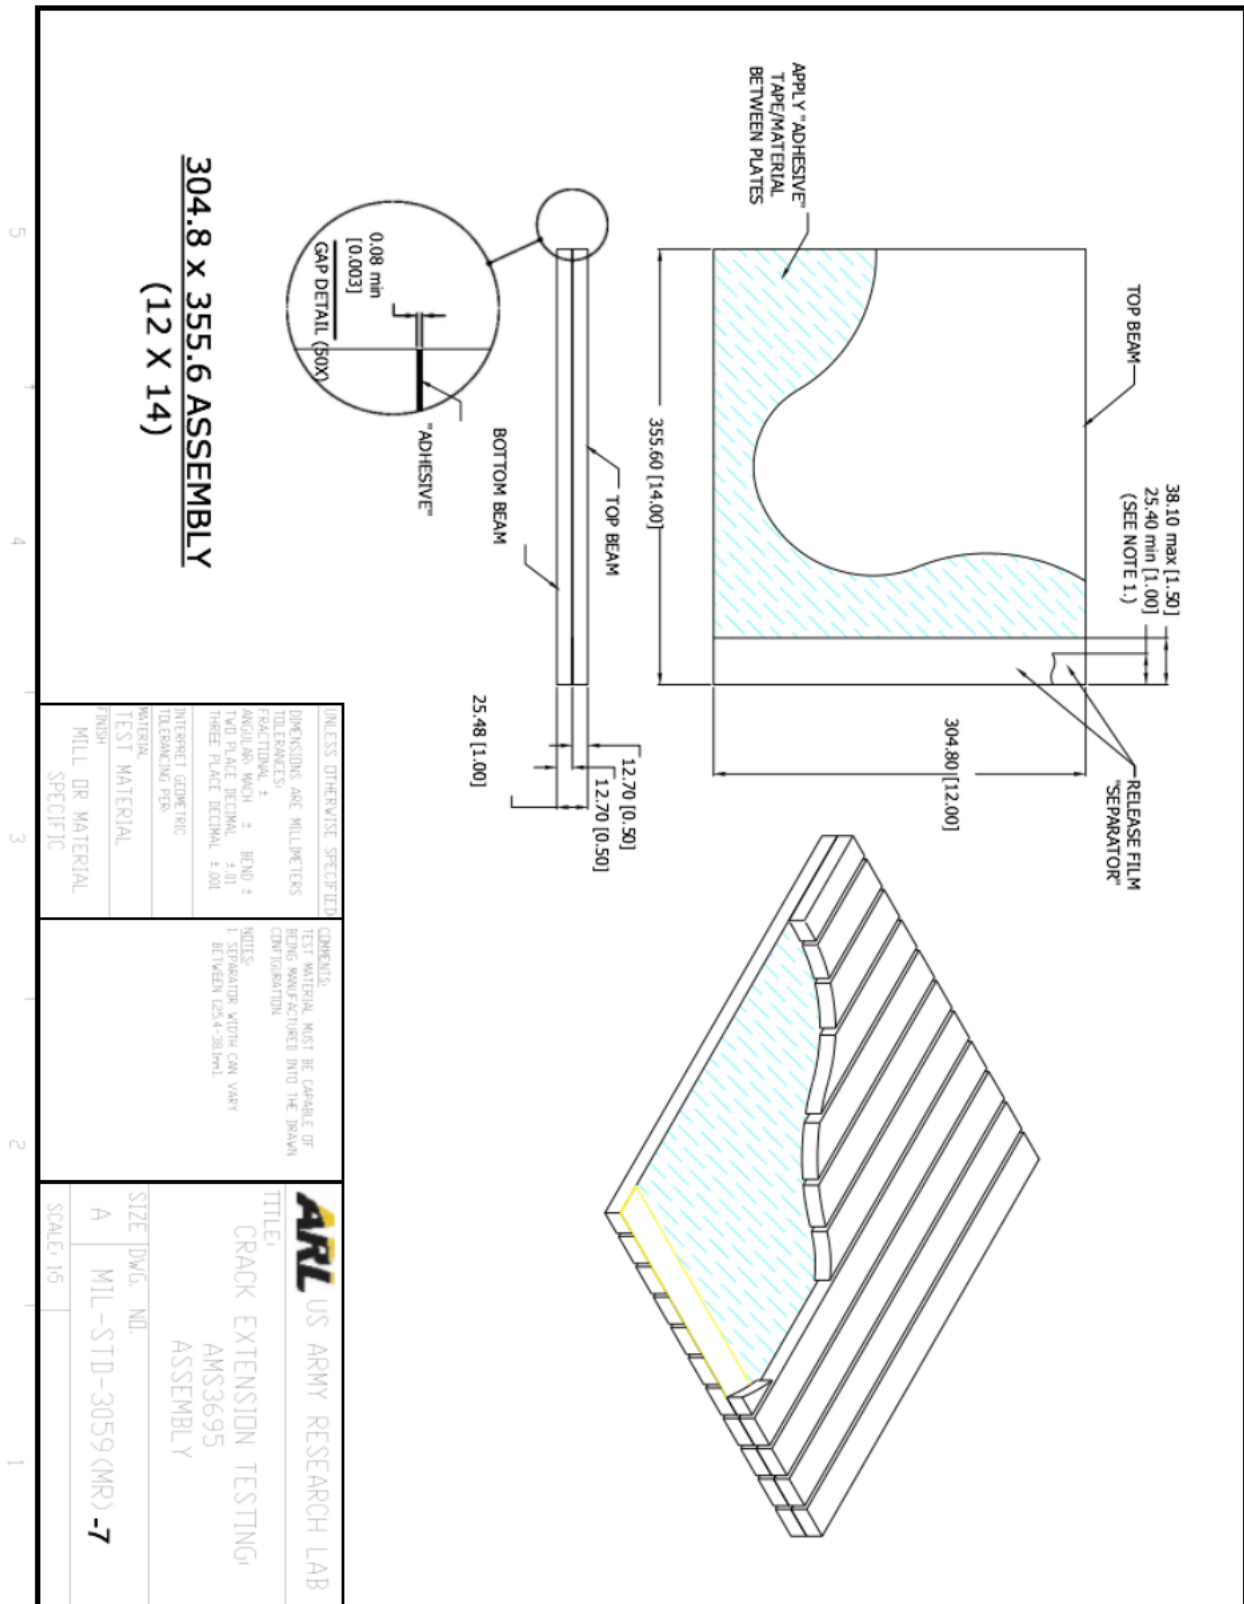 APPLY "ADHESIVE"
TAPE/MATERIAL
BETWEEN PLATES
TOP BEAM
38.10 max [1.50]
25.40 min [1.00]
(SEE NOTE 1.)
RELEASE FILM
"SEPARATOR"
304.80 [12.00]
355.60 [14.00]
TOP BEAM
BOTTOM BEAM
12.70 [0.50]
12.70 [0.50]
25.48 [1.00]
"ADHESIVE"
0.08 min
[0.003]
GAP DETAIL (50X)
304.8 x 355.6 ASSEMBLY
(12 X 14)
UNLESS OTHERWISE SPECIFIED
DIMENSIONS ARE MILLIMETERS
TOLERANCES:
FRACTIONAL ±
ANGULAR: MACH ± BEND ±
TWO PLACE DECIMAL ±.01
THREE PLACE DECIMAL ±.001
INTERPRET GEOMETRIC
TOLERANCING PER:
MATERIAL
TEST MATERIAL
FINISH
MILL OR MATERIAL
SPECIFIC
COMMENTS:
TEST MATERIAL MUST BE CAPABLE OF
BEING MANUFACTURED INTO THE DRAWN
CONFIGURATION.
NOTES:
1. SEPARATOR WIDTH CAN VARY
BETWEEN [25.4-38.1mm].
ARL US ARMY RESEARCH LAB
TITLE:
CRACK EXTENSION TESTING:
AMS3695
ASSEMBLY
SIZE DWG. NO.
A MIL-STD-3059(MR)-7
SCALE: 1:5
5 4 3 2 1